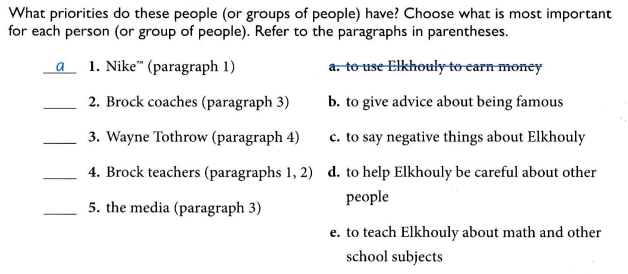 What priorities do these people (or groups of people) have? Choose what is most important
for each person (or group of people). Refer to the paragraphs in parentheses.
a 1. Nike™ (paragraph 1)
a. to use Elkhouly to earn money
___ 2. Brock coaches (paragraph 3)
b. to give advice about being famous
___ 3. Wayne Tothrow (paragraph 4)
c. to say negative things about Elkhouly
___ 4. Brock teachers (paragraphs 1, 2)
d. to help Elkhouly be careful about other
people
___ 5. the media (paragraph 3)
e. to teach Elkhouly about math and other
school subjects